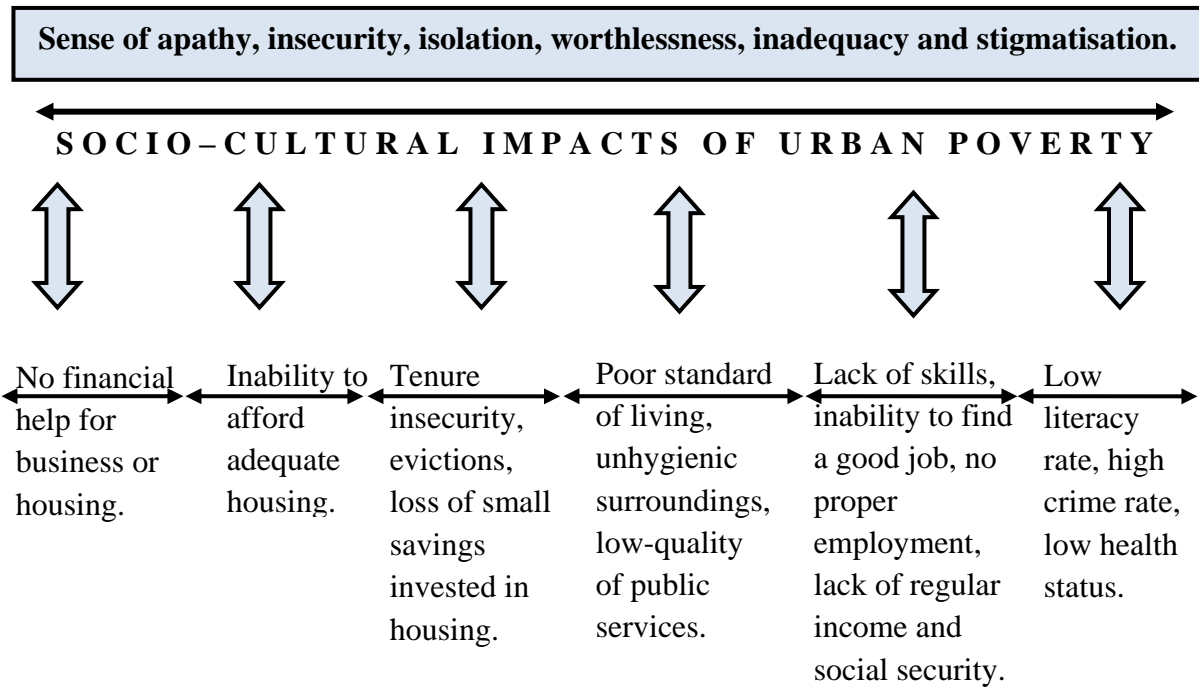 Sense of apathy, insecurity, isolation, worthlessness, inadequacy and stigmatisation.
SOCIO–CULTURAL IMPACTS OF URBAN POVERTY
No financial
help for
business or
housing.
Inability to
afford
adequate
housing.
Tenure
insecurity,
evictions,
loss of small
savings
invested in
housing.
Poor standard
of living,
unhygienic
surroundings,
low-quality
of public
services.
Lack of skills,
inability to find
a good job, no
proper
employment,
lack of regular
income and
social security.
Low
literacy
rate, high
crime rate,
low health
status.